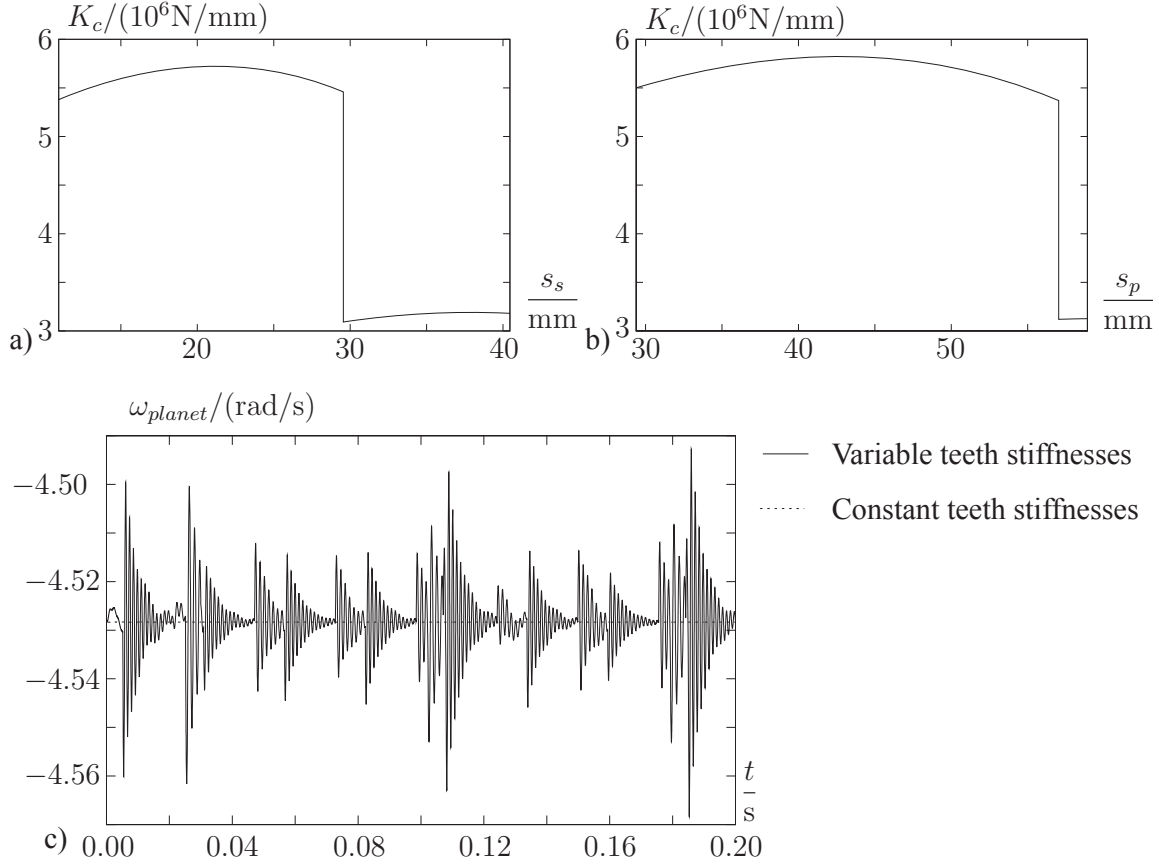 K_c/(10^6N/mm)
6
5
4
3
20
30
40
s_s
mm
a)
K_c/(10^6N/mm)
6
5
4
3
30
40
50
s_p
mm
b)
ω_planet/(rad/s)
−4.50
−4.52
−4.54
−4.56
0.00
0.04
0.08
0.12
0.16
0.20
t
s
c)
Variable teeth stiffnesses
Constant teeth stiffnesses